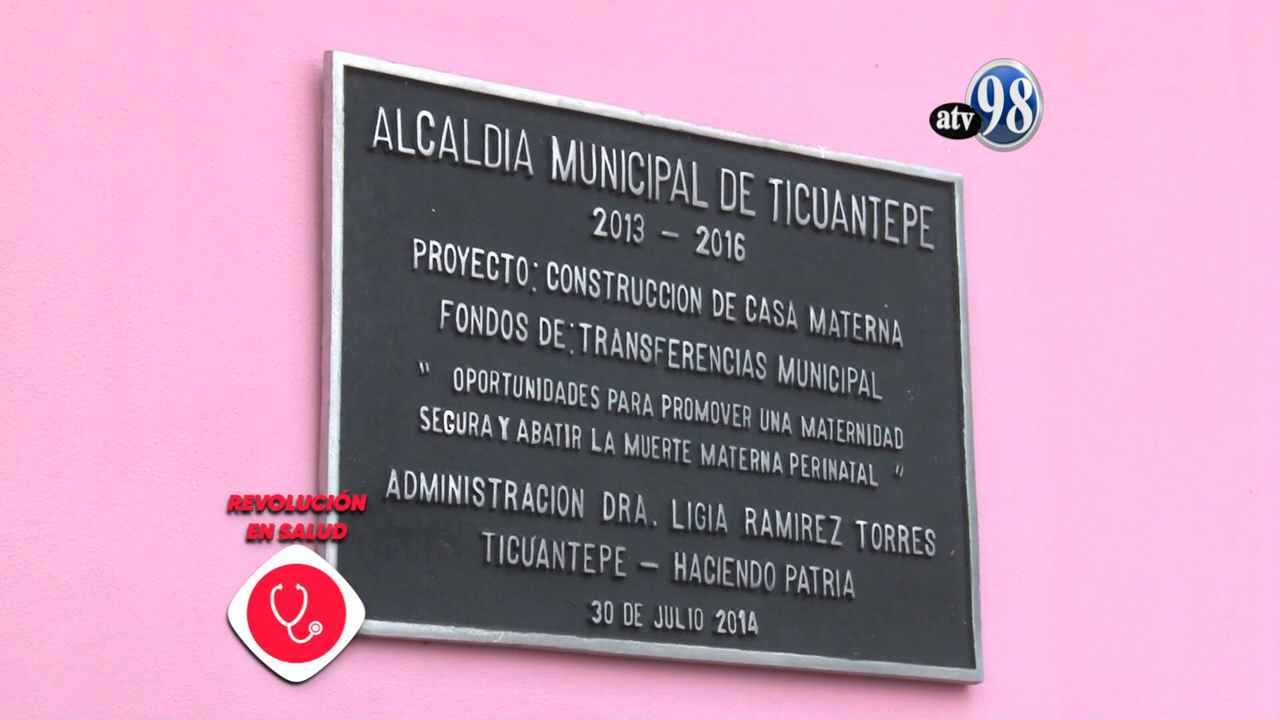 atv 98
ALCALDIA MUNICIPAL DE TICUANTEPE
2013 - 2016
PROYECTO: CONSTRUCCION DE CASA MATERNA
FONDOS DE: TRANSFERENCIAS MUNICIPAL
" OPORTUNIDADES PARA PROMOVER UNA MATERNIDAD
SEGURA Y ABATIR LA MUERTE MATERNA PERINATAL "
ADMINISTRACION DRA. LIGIA RAMIREZ TORRES
TICUANTEPE - HACIENDO PATRIA
30 DE JULIO 2014
REVOLUCIÓN
EN SALUD